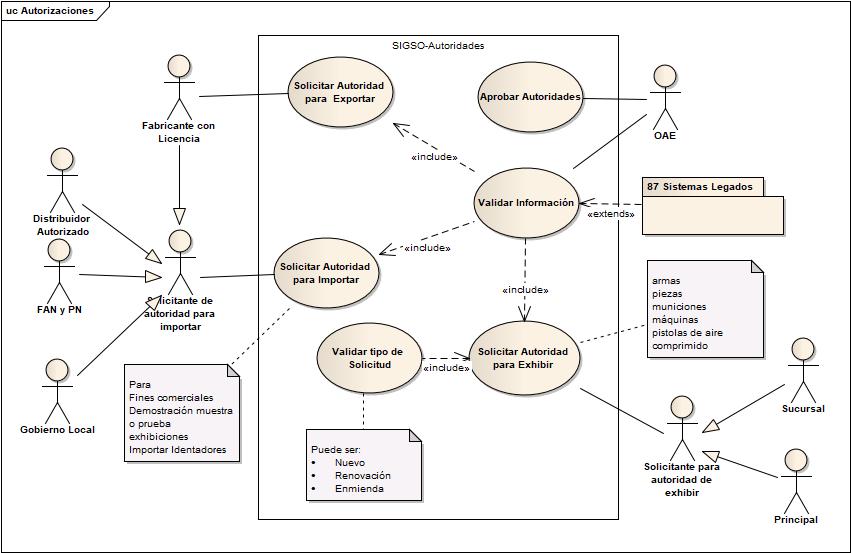 uc Autorizaciones
SIGSO-Autoridades
Solicitar Autoridad
para Exportar
Aprobar Autoridades
Fabricante con
Licencia
OAE
«include»
87 Sistemas Legados
Validar Información
«extends»
Distribuidor
Autorizado
«include»
Solicitar Autoridad
para Importar
FAN y PN
Solicitante de
autoridad para
importar
«include»
armas
piezas
municiones
máquinas
pistolas de aire
comprimido
Validar tipo de
Solicitud
«include»
Solicitar Autoridad
para Exhibir
Para
Fines comerciales
Demostración muestra
o prueba
exhibiciones
Importar Identadores
Gobierno Local
Sucursal
Puede ser:
• Nuevo
• Renovación
• Enmienda
Solicitante para
autoridad de
exhibir
Principal